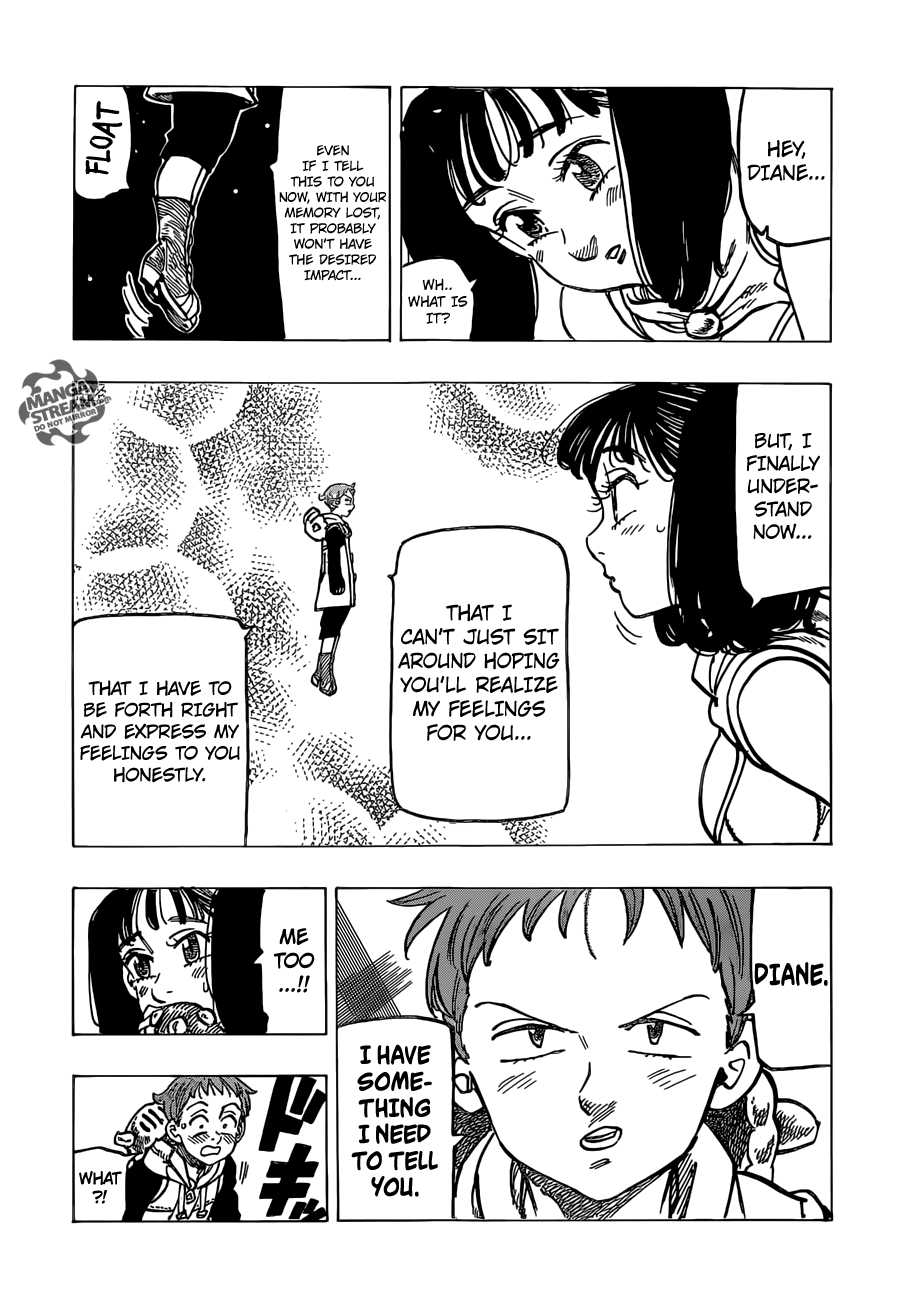 HEY,
DIANE...
WH..
WHAT IS
IT?
EVEN
IF I TELL
THIS TO YOU
NOW, WITH YOUR
MEMORY LOST,
IT PROBABLY
WON'T HAVE
THE DESIRED
IMPACT...
FLOAT
MANGA
STREAM.COM
DO NOT MIRROR
BUT, I
FINALLY
UNDER-
STAND
NOW...
THAT I
CAN'T JUST SIT
AROUND HOPING
YOU'LL REALIZE
MY FEELINGS
FOR YOU...
THAT I HAVE TO
BE FORTH RIGHT
AND EXPRESS MY
FEELINGS TO YOU
HONESTLY.
DIANE.
I HAVE
SOME-
THING
I NEED
TO TELL
YOU.
ME
TOO
...!!
ドキッ
WHAT
?!